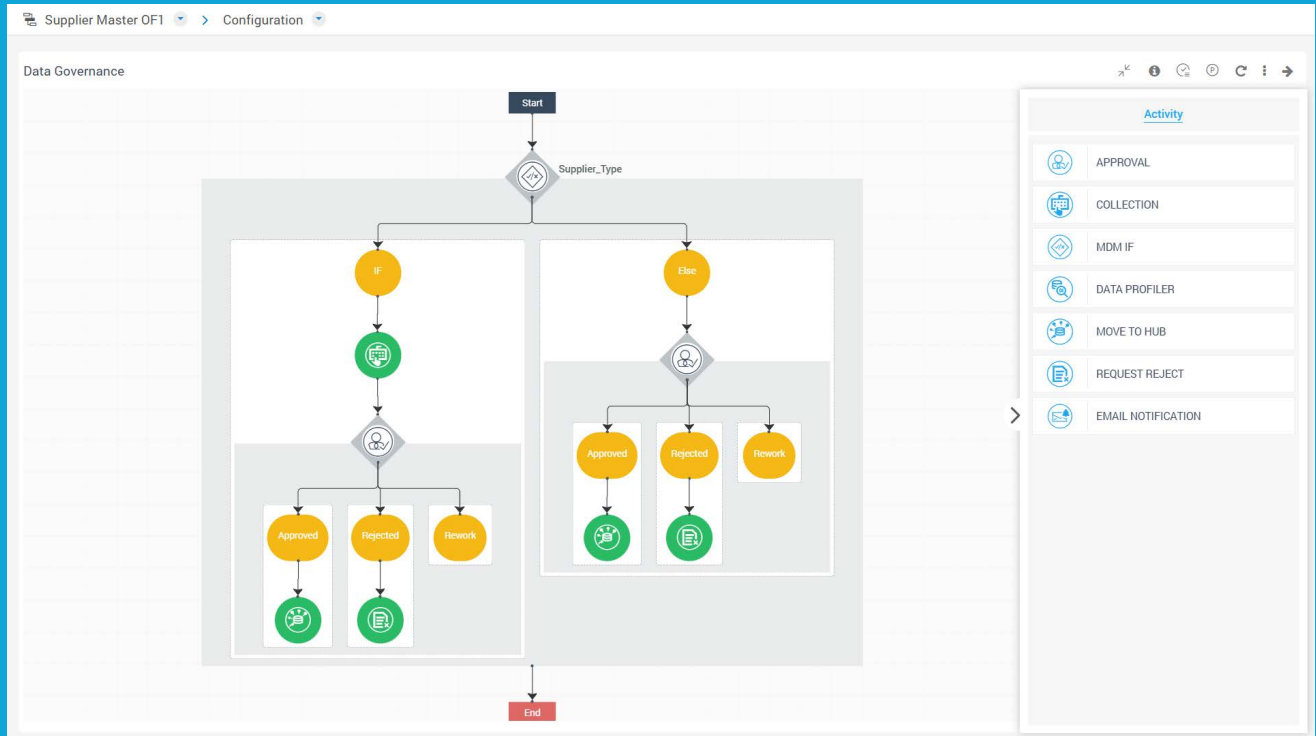 Supplier Master OF1 > Configuration
Data Governance
Start
Supplier_Type
IF
Else
Approved
Rejected
Rework
Approved
Rejected
Rework
End
Activity
APPROVAL
COLLECTION
MDM IF
DATA PROFILER
MOVE TO HUB
REQUEST REJECT
EMAIL NOTIFICATION